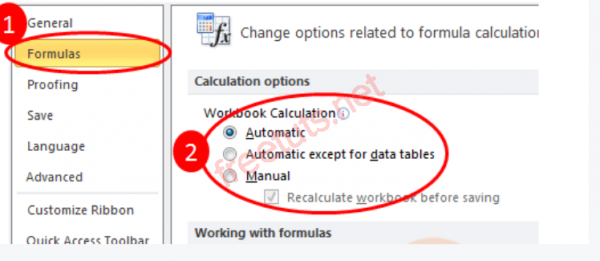 1
General
Formulas
Proofing
Save
Language
Advanced
Customize Ribbon
Quick Access Toolbar
fx
Change options related to formula calculation
Calculation options
Workbook Calculation
2
Automatic
Automatic except for data tables
Manual
Recalculate workbook before saving
Working with formulas
freetuts.net